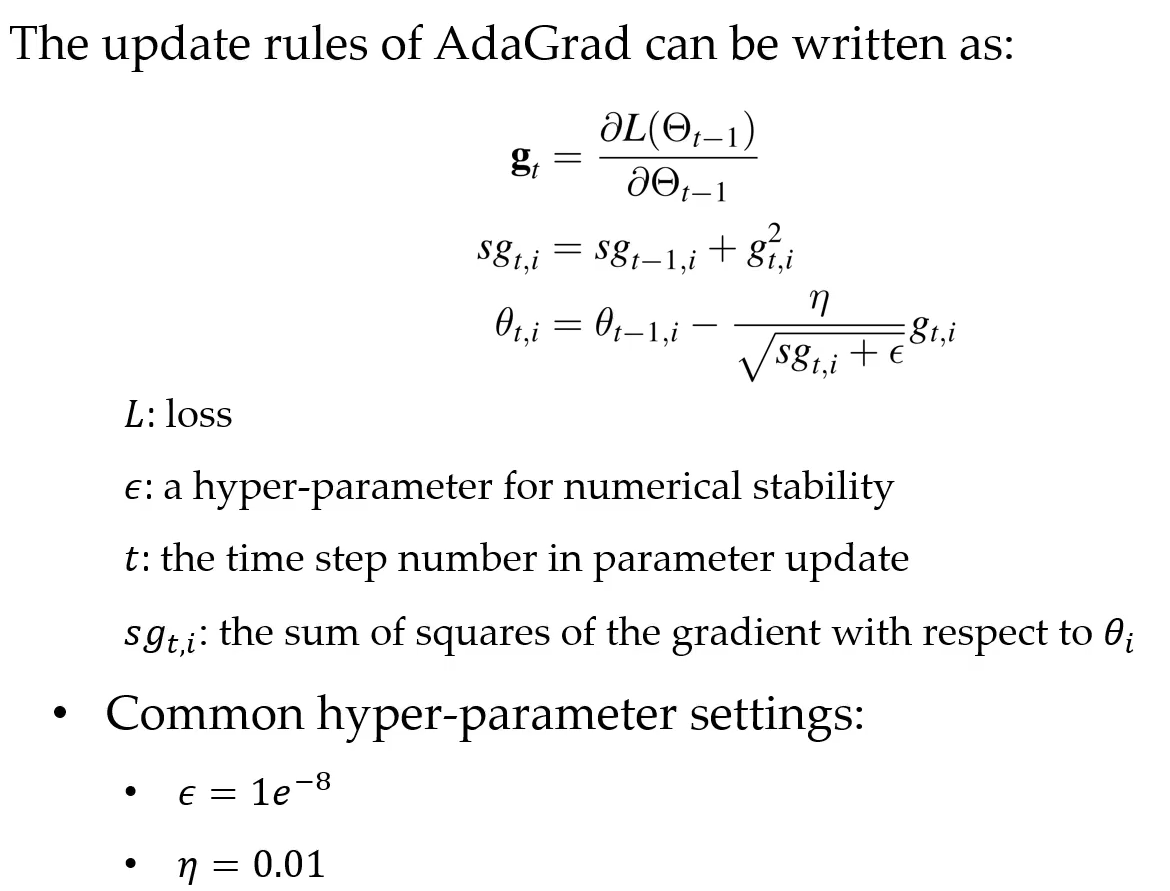 The update rules of AdaGrad can be written as:
$\mathbf{g}_t = \frac{\partial L(\Theta_{t-1})}{\partial \Theta_{t-1}}$
$sg_{t,i} = sg_{t-1,i} + g_{t,i}^2$
$\theta_{t,i} = \theta_{t-1,i} - \frac{\eta}{\sqrt{sg_{t,i} + \epsilon}} g_{t,i}$
$L$: loss
$\epsilon$: a hyper-parameter for numerical stability
$t$: the time step number in parameter update
$sg_{t,i}$: the sum of squares of the gradient with respect to $\theta_i$
• Common hyper-parameter settings:
• $\epsilon = 1e^{-8}$
• $\eta = 0.01$